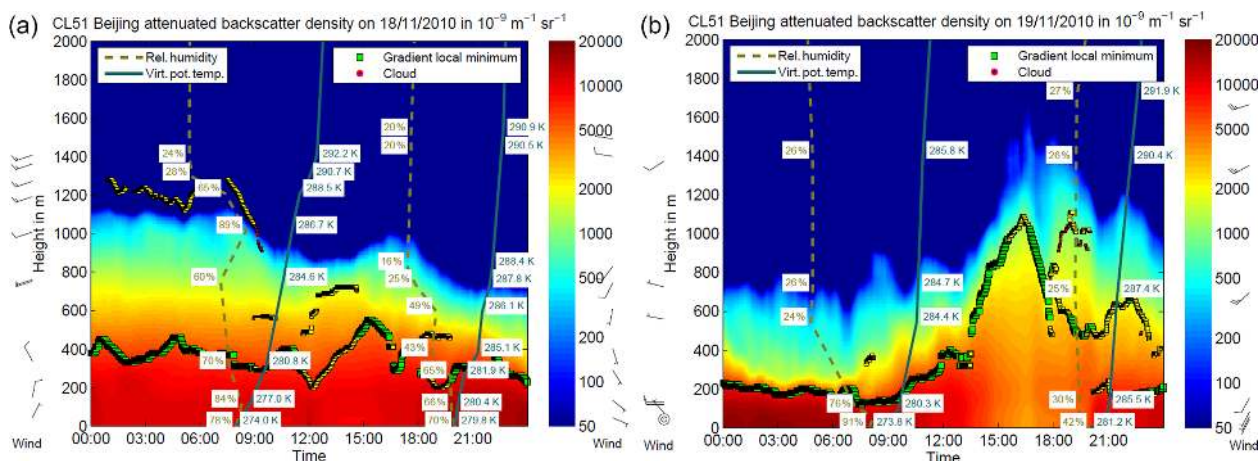 (a) CL51 Beijing attenuated backscatter density on 18/11/2010 in 10⁻⁹ m⁻¹ sr⁻¹
2000
1800
1600
1400
1200
1000
800
600
400
200
0
Height in m
Rel. humidity
Virt. pot. temp.
Gradient local minimum
Cloud
24%
28%
65%
89%
60%
70%
84%
78%
292.2 K
290.7 K
288.5 K
286.7 K
284.6 K
280.8 K
277.0 K
274.0 K
20%
20%
16%
25%
49%
43%
65%
66%
70%
290.9 K
290.5 K
288.4 K
287.8 K
286.1 K
285.1 K
281.9 K
280.4 K
279.8 K
00:00 03:00 06:00 09:00 12:00 15:00 18:00 21:00
Time
Wind
Wind
20000
10000
5000
2000
1000
500
200
100
50
(b) CL51 Beijing attenuated backscatter density on 19/11/2010 in 10⁻⁹ m⁻¹ sr⁻¹
2000
1800
1600
1400
1200
1000
800
600
400
200
0
Height in m
Rel. humidity
Virt. pot. temp.
Gradient local minimum
Cloud
26%
26%
24%
76%
91%
285.8 K
284.7 K
284.4 K
280.3 K
273.8 K
27%
26%
25%
30%
42%
291.9 K
290.4 K
287.4 K
285.5 K
281.2 K
00:00 03:00 06:00 09:00 12:00 15:00 18:00 21:00
Time
Wind
Wind
20000
10000
5000
2000
1000
500
200
100
50